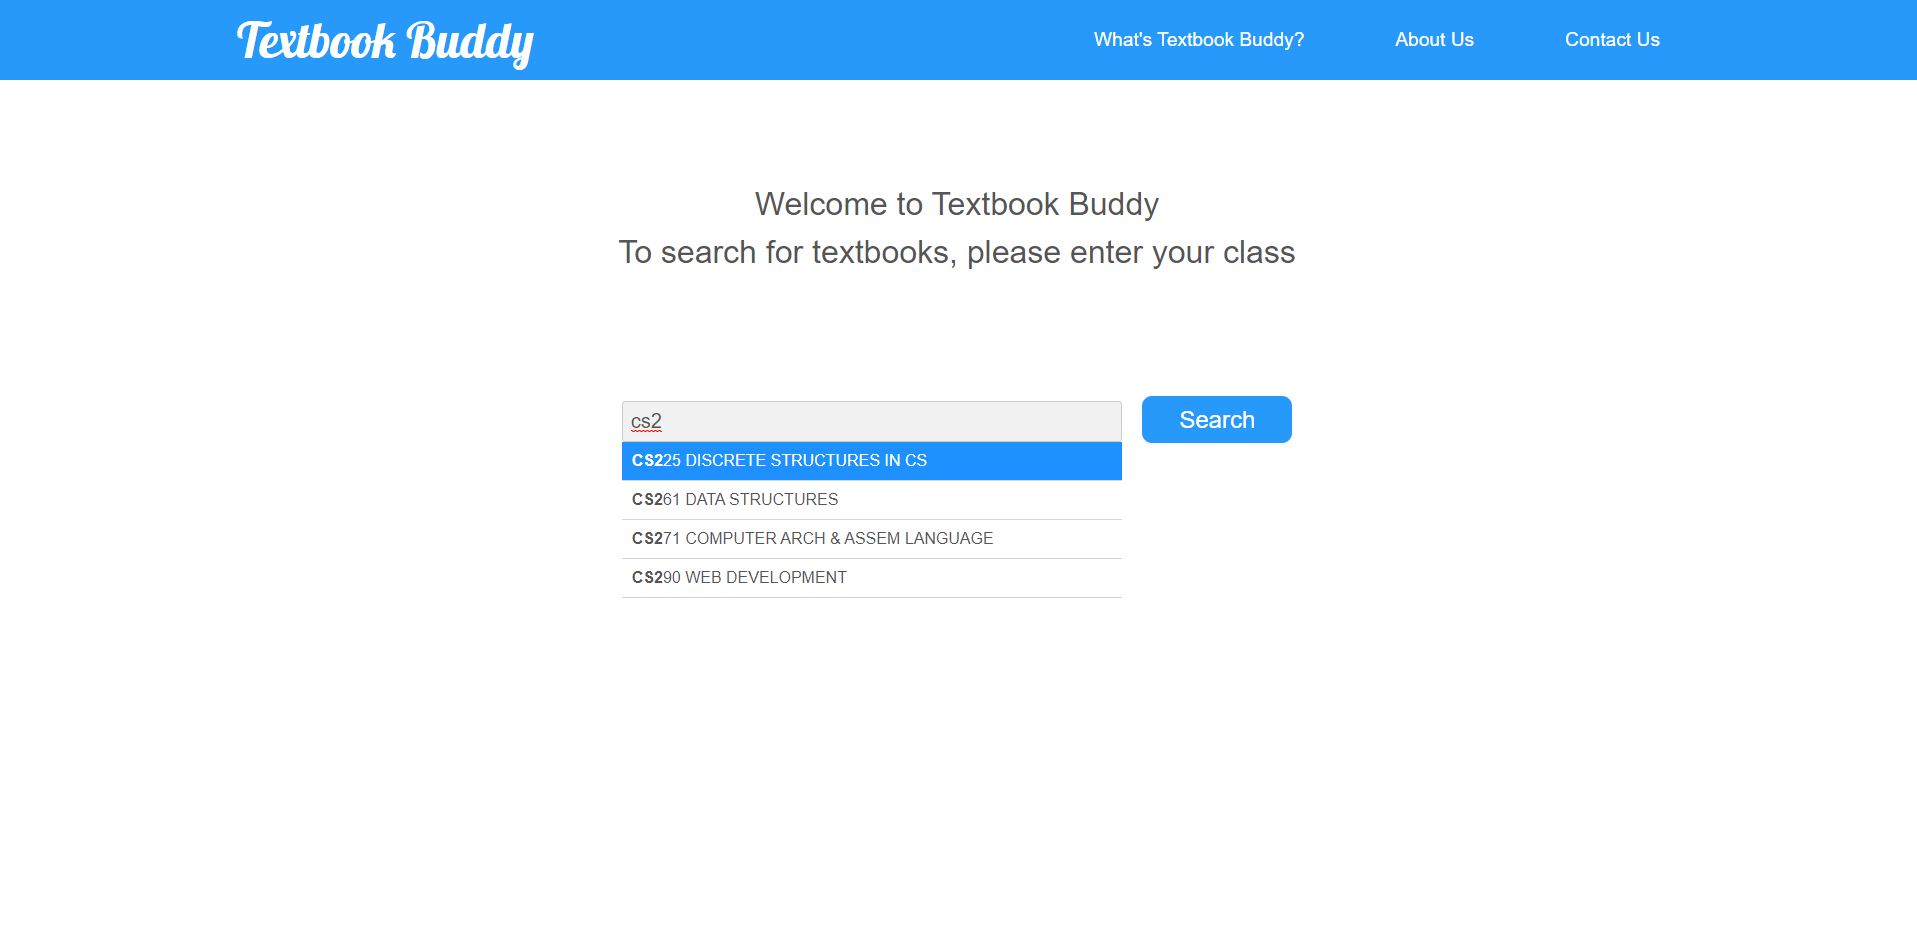 Textbook Buddy
What's Textbook Buddy?
About Us
Contact Us
Welcome to Textbook Buddy
To search for textbooks, please enter your class
cs2
Search
CS225 DISCRETE STRUCTURES IN CS
CS261 DATA STRUCTURES
CS271 COMPUTER ARCH & ASSEM LANGUAGE
CS290 WEB DEVELOPMENT